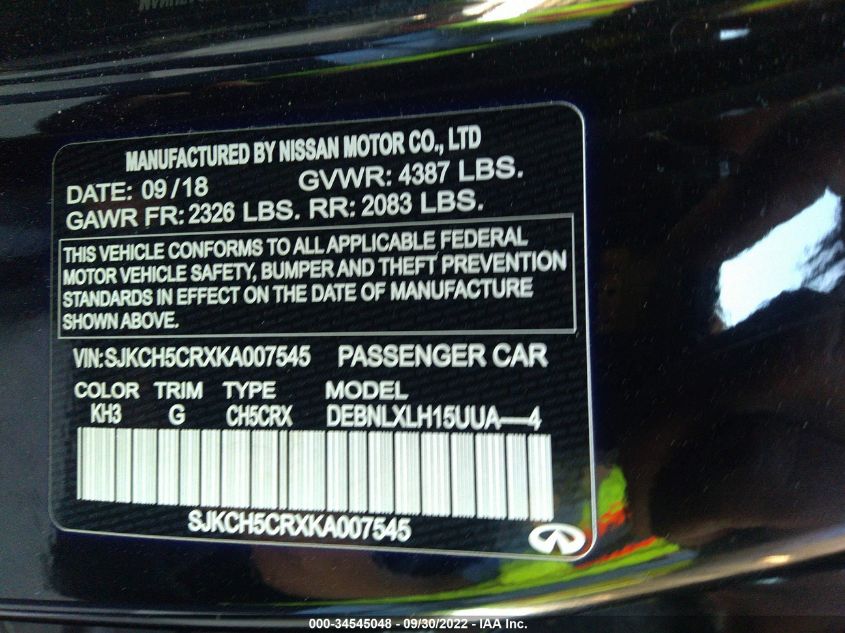 MANUFACTURED BY NISSAN MOTOR CO., LTD
DATE: 09/18 GVWR: 4387 LBS.
GAWR FR: 2326 LBS. RR: 2083 LBS.
THIS VEHICLE CONFORMS TO ALL APPLICABLE FEDERAL
MOTOR VEHICLE SAFETY, BUMPER AND THEFT PREVENTION
STANDARDS IN EFFECT ON THE DATE OF MANUFACTURE
SHOWN ABOVE.
VIN: SJKCH5CRXKA007545 PASSENGER CAR
COLOR TRIM TYPE MODEL
KH3 G CH5CRX DEBNLXLH15UUA—4
SJKCH5CRXKA007545
000-34545048 - 09/30/2022 - IAA Inc.